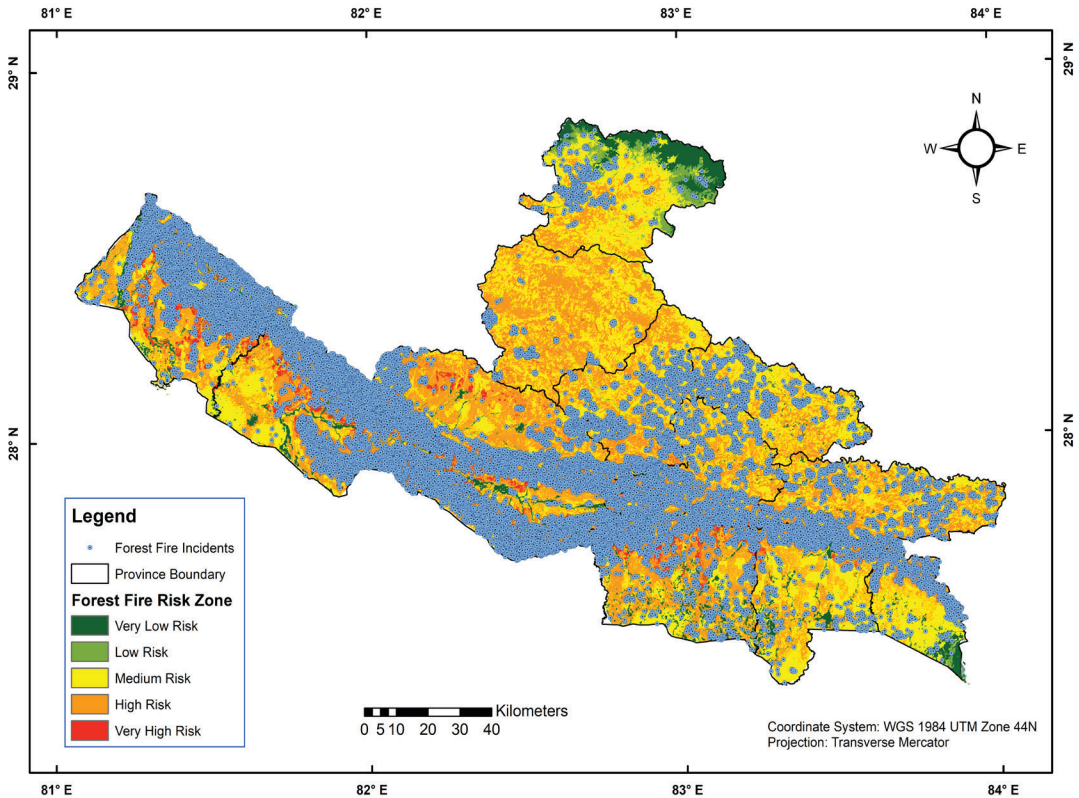 81° E 82° E 83° E 84° E
29° N
29° N
N
W E
S
28° N
28° N
Legend
Forest Fire Incidents
Province Boundary
Forest Fire Risk Zone
Very Low Risk
Low Risk
Medium Risk
High Risk
Very High Risk
Kilometers
0 5 10 20 30 40
Coordinate System: WGS 1984 UTM Zone 44N
Projection: Transverse Mercator
81° E 82° E 83° E 84° E